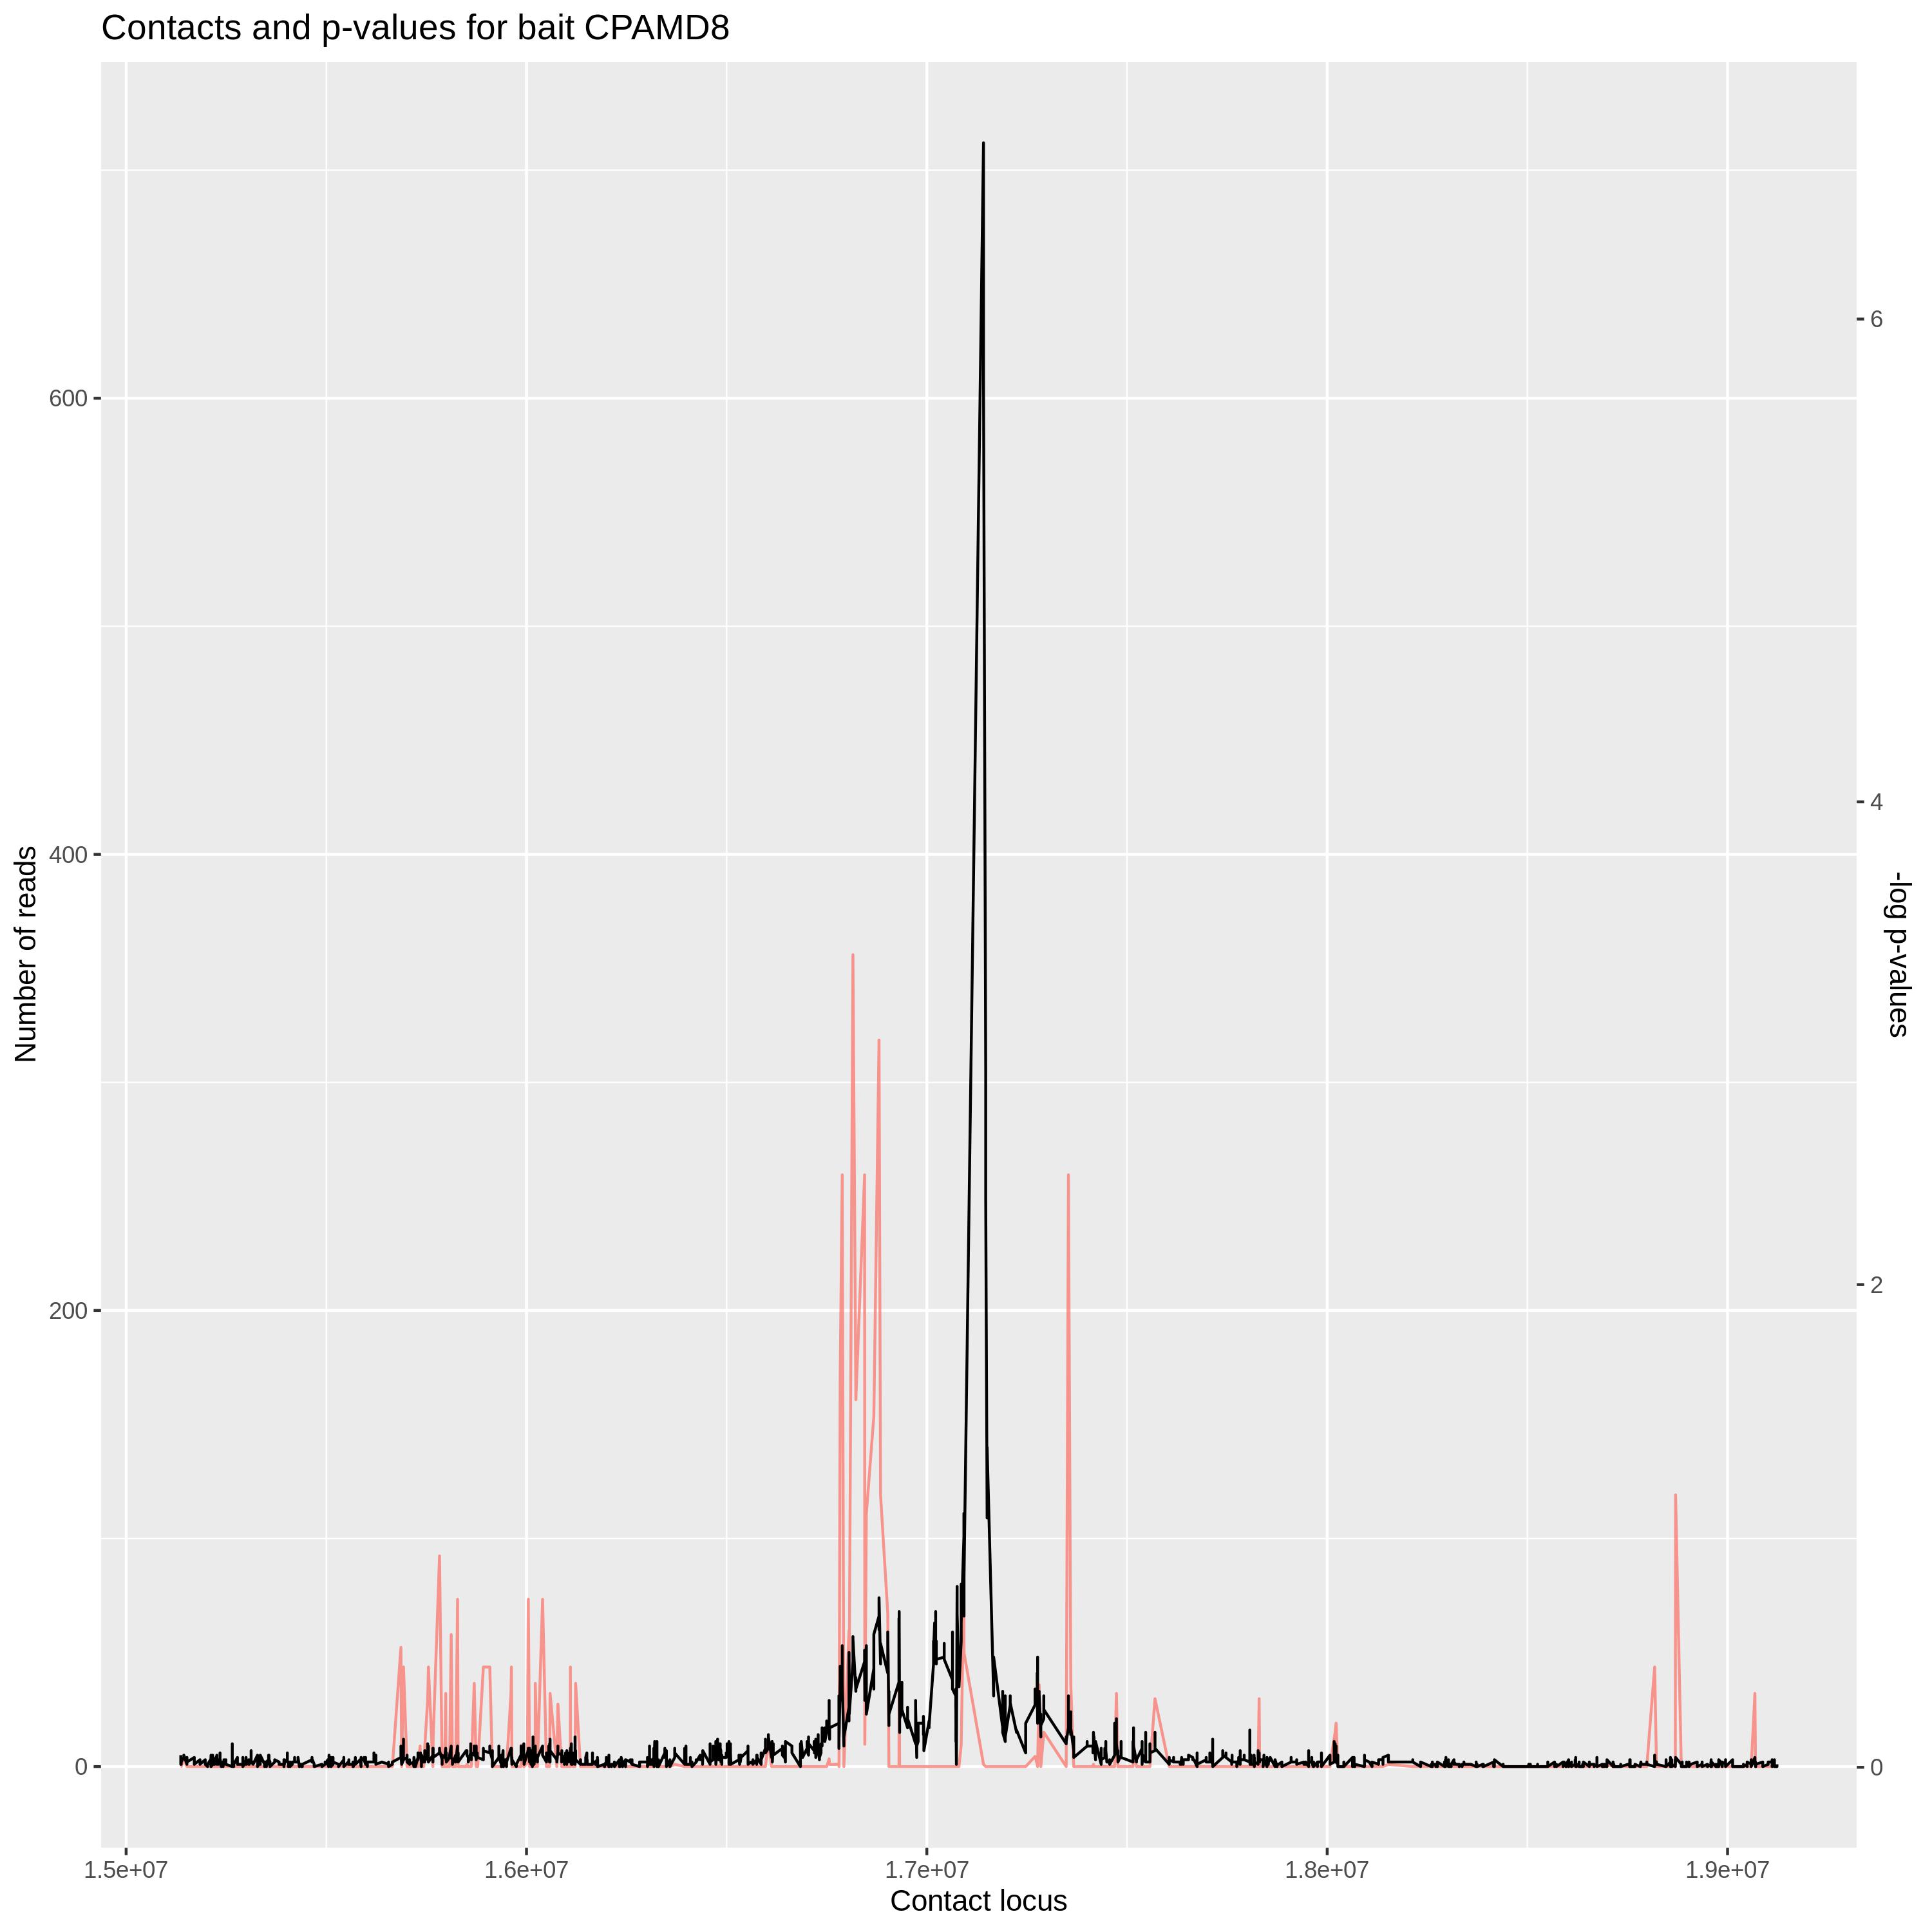 Contacts and p-values for bait CPAMD8
Number of reads
600
400
200
0
6
4
2
0
-log p-values
1.5e+07 1.6e+07 1.7e+07 1.8e+07 1.9e+07
Contact locus